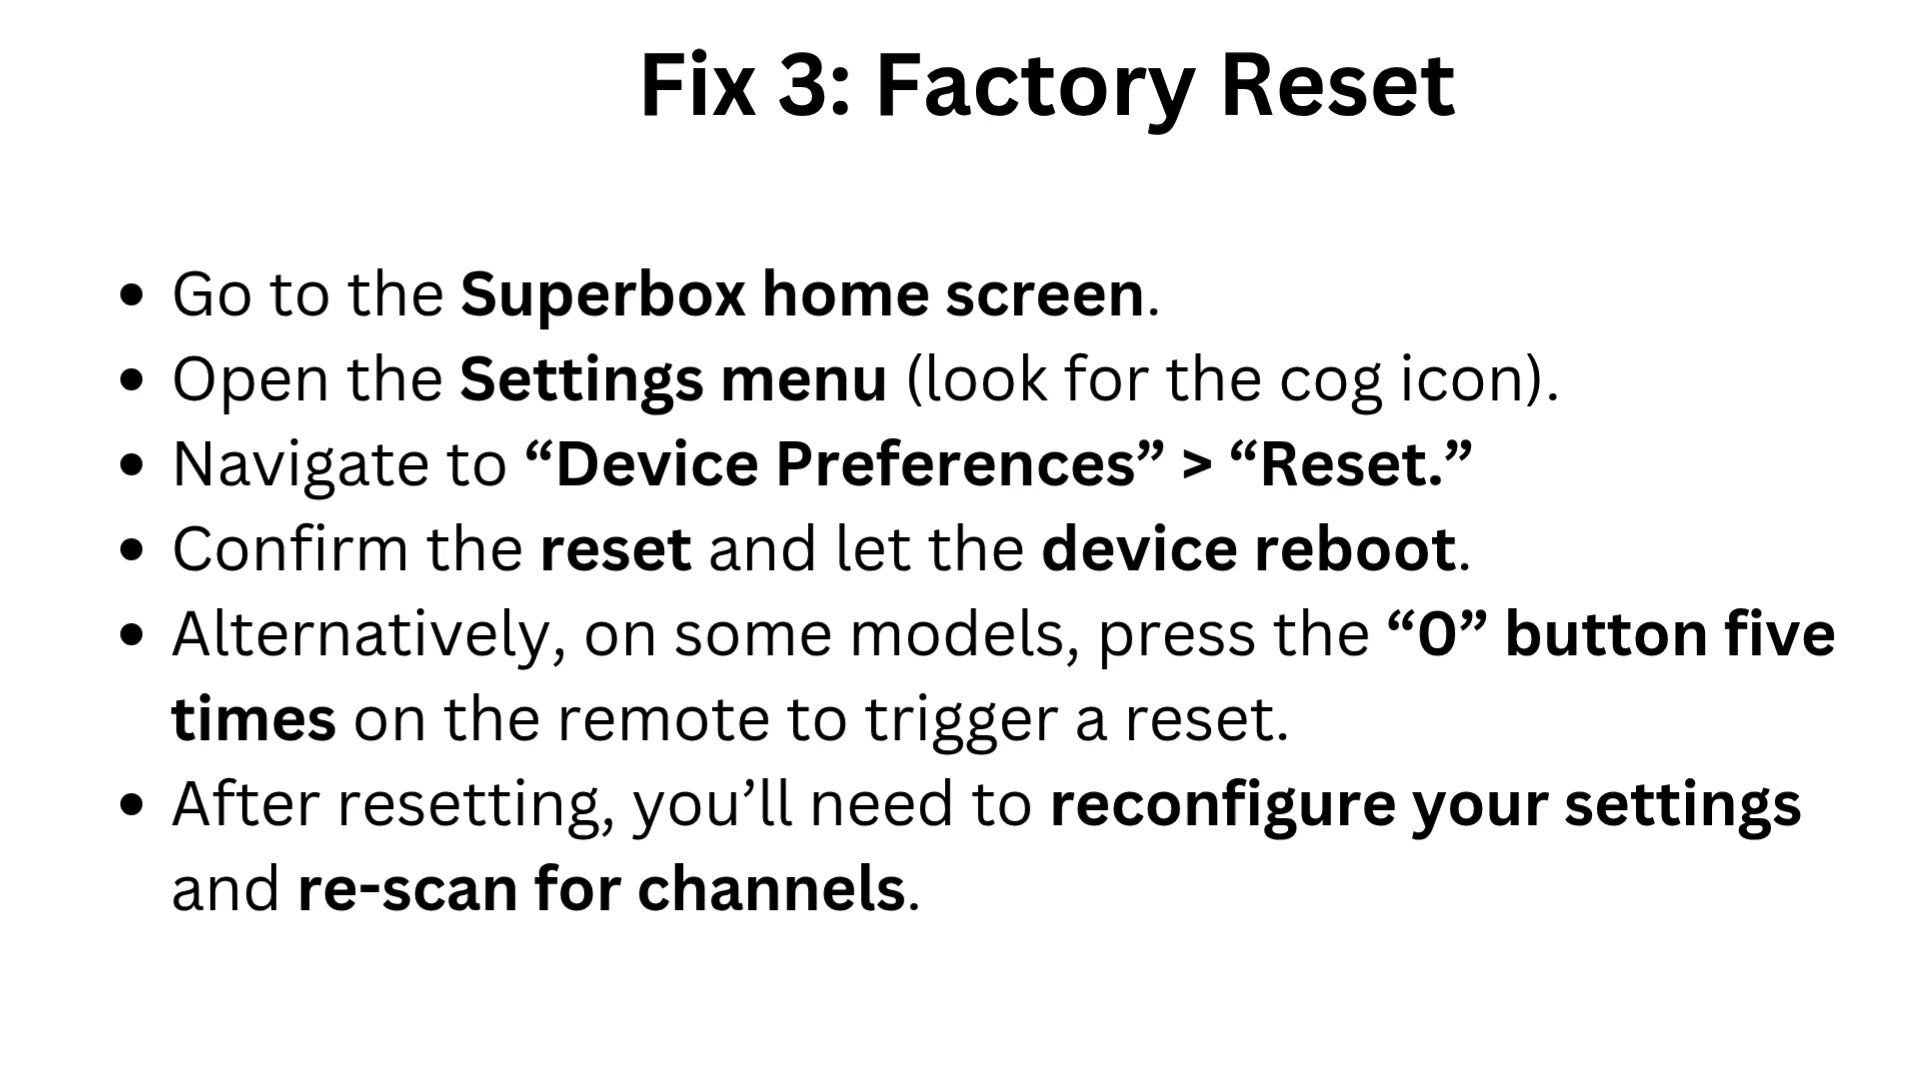 Fix 3: Factory Reset
• Go to the Superbox home screen.
• Open the Settings menu (look for the cog icon).
• Navigate to “Device Preferences” > “Reset.”
• Confirm the reset and let the device reboot.
• Alternatively, on some models, press the “0” button five
times on the remote to trigger a reset.
• After resetting, you’ll need to reconfigure your settings
and re-scan for channels.